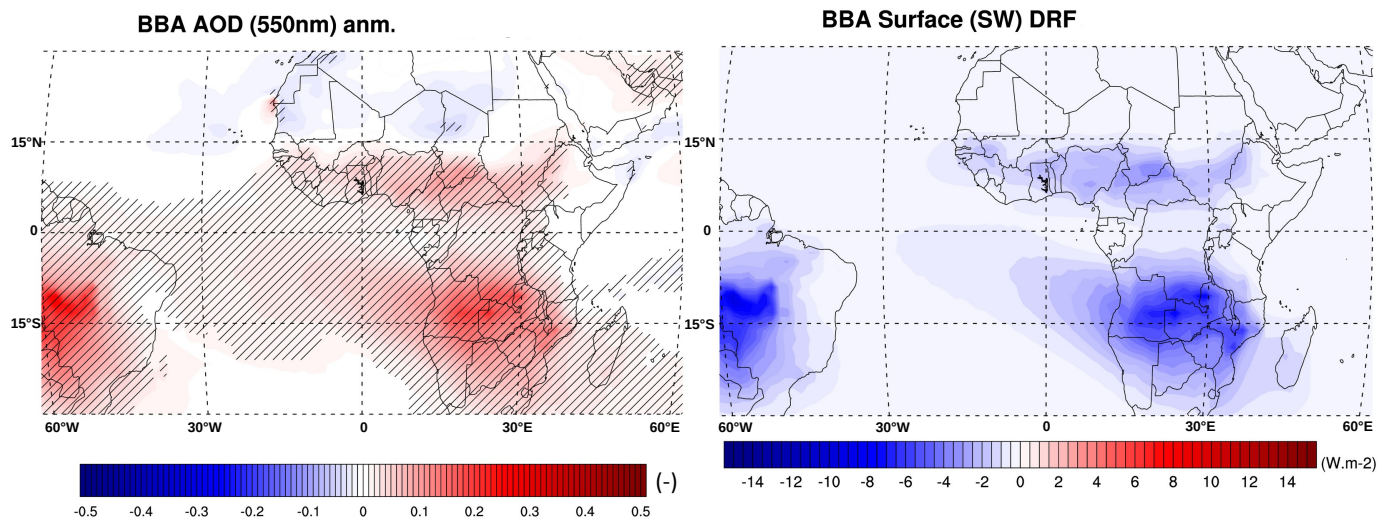 BBA AOD (550nm) anm.
BBA Surface (SW) DRF
15°N
0
15°S
60°W 30°W 0 30°E 60°E
15°N
0
15°S
60°W 30°W 0 30°E 60°E
-0.5 -0.4 -0.3 -0.2 -0.1 0 0.1 0.2 0.3 0.4 0.5
(-)
-14 -12 -10 -8 -6 -4 -2 0 2 4 6 8 10 12 14
(W.m-2)